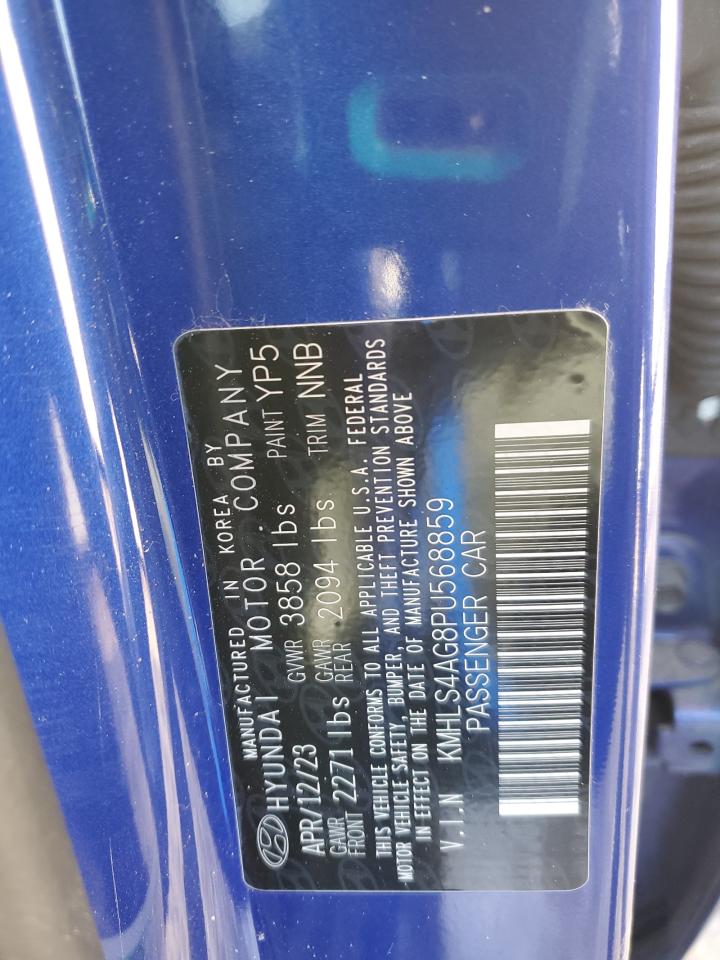 MANUFACTURED IN KOREA BY
HYUNDAI MOTOR COMPANY
APR/12/23 GVWR 3858 lbs PAINT YP5
GAWR FRONT 2271 lbs GAWR REAR 2094 lbs TRIM NNB
THIS VEHICLE CONFORMS TO ALL APPLICABLE U.S.A. FEDERAL
MOTOR VEHICLE SAFETY, BUMPER, AND THEFT PREVENTION STANDARDS
IN EFFECT ON THE DATE OF MANUFACTURE SHOWN ABOVE
V.I.N KMHLS4AG8PU568859
PASSENGER CAR